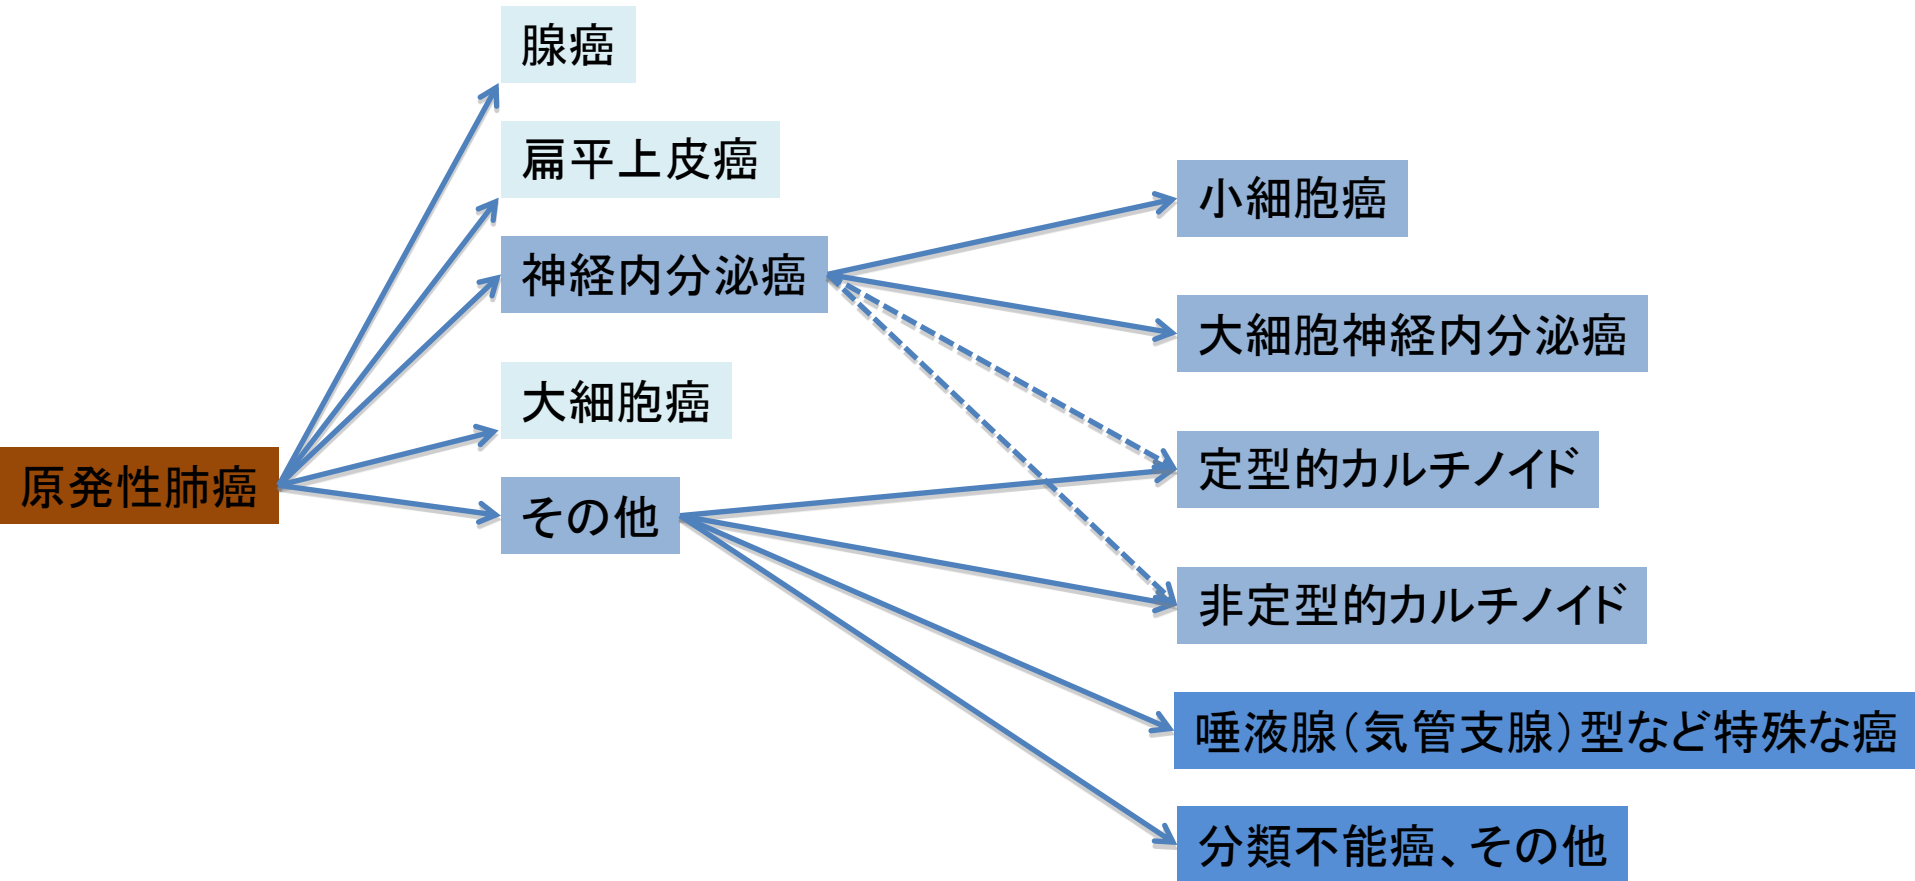 腺癌
扁平上皮癌
神経内分泌癌
大細胞癌
原発性肺癌
その他
小細胞癌
大細胞神経内分泌癌
定型的カルチノイド
非定型的カルチノイド
唾液腺（気管支腺）型など特殊な癌
分類不能癌、その他